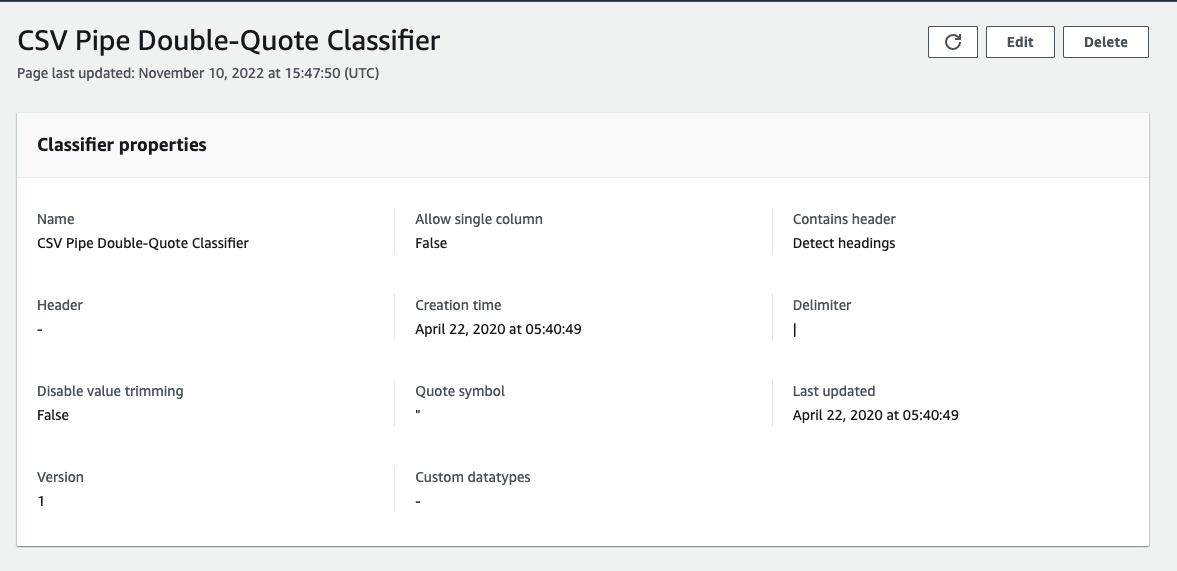 CSV Pipe Double-Quote Classifier
Edit
Delete
Page last updated: November 10, 2022 at 15:47:50 (UTC)
Classifier properties
Name
CSV Pipe Double-Quote Classifier
Allow single column
False
Contains header
Detect headings
Header
-
Creation time
April 22, 2020 at 05:40:49
Delimiter
|
Disable value trimming
False
Quote symbol
"
Last updated
April 22, 2020 at 05:40:49
Version
1
Custom datatypes
-